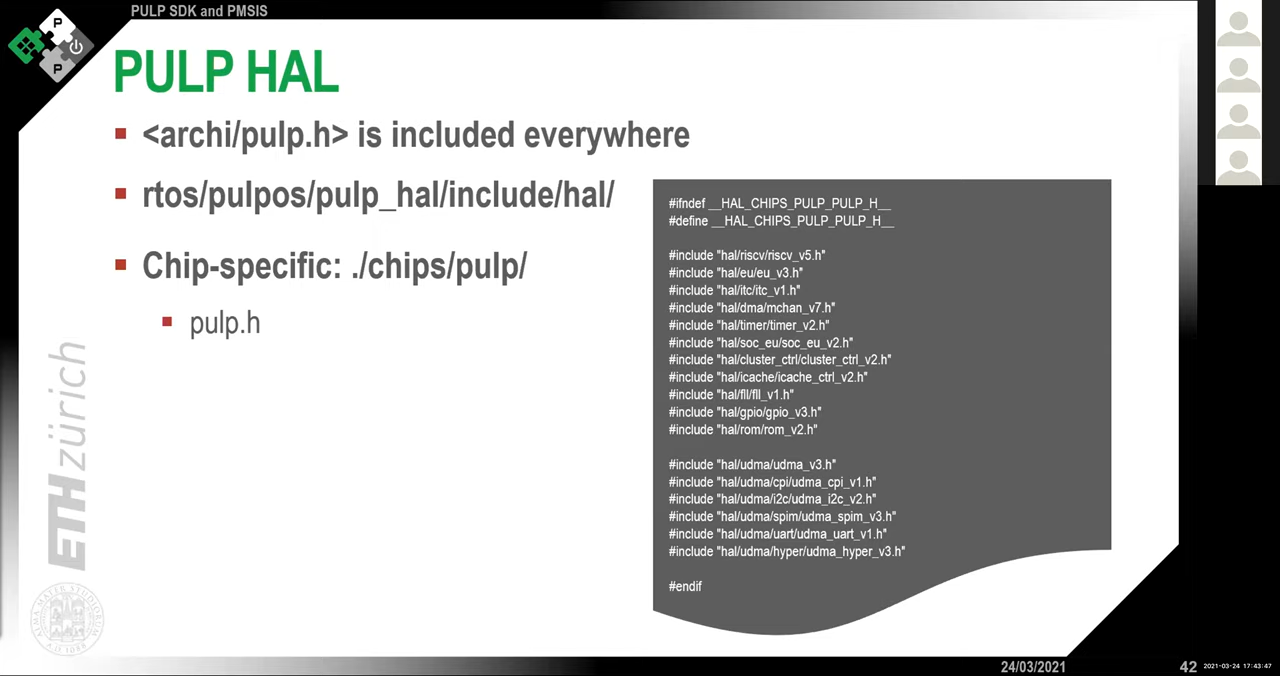 PULP SDK and PMSIS
P
P
PULP HAL
<archi/pulp.h> is included everywhere
rtos/pulpos/pulp_hal/include/hal/
Chip-specific: ./chips/pulp/
pulp.h
#ifndef __HAL_CHIPS_PULP_PULP_H__
#define __HAL_CHIPS_PULP_PULP_H__
#include "hal/riscv/riscv_v5.h"
#include "hal/eu/eu_v3.h"
#include "hal/itc/itc_v1.h"
#include "hal/dma/mchan_v7.h"
#include "hal/timer/timer_v2.h"
#include "hal/soc_eu/soc_eu_v2.h"
#include "hal/cluster_ctrl/cluster_ctrl_v2.h"
#include "hal/icache/icache_ctrl_v2.h"
#include "hal/fll/fll_v1.h"
#include "hal/gpio/gpio_v3.h"
#include "hal/rom/rom_v2.h"
#include "hal/udma/udma_v3.h"
#include "hal/udma/cpi/udma_cpi_v1.h"
#include "hal/udma/i2c/udma_i2c_v2.h"
#include "hal/udma/spim/udma_spim_v3.h"
#include "hal/udma/uart/udma_uart_v1.h"
#include "hal/udma/hyper/udma_hyper_v3.h"
#endif
ETH zürich
ALMA MATER STUDIORUM
A.D. 1088
24/03/2021
42
2021-03-24 17:43:47